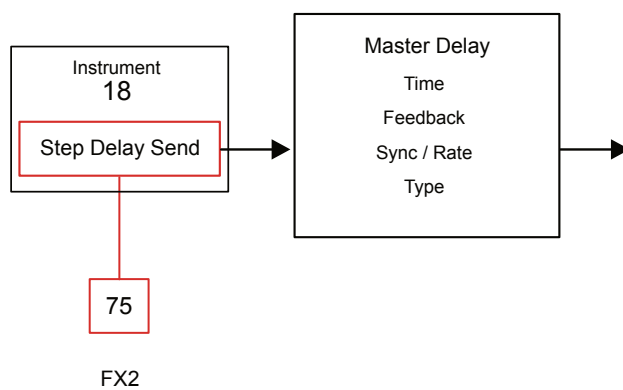 Instrument
18
Step Delay Send
75
FX2
Master Delay
Time
Feedback
Sync / Rate
Type